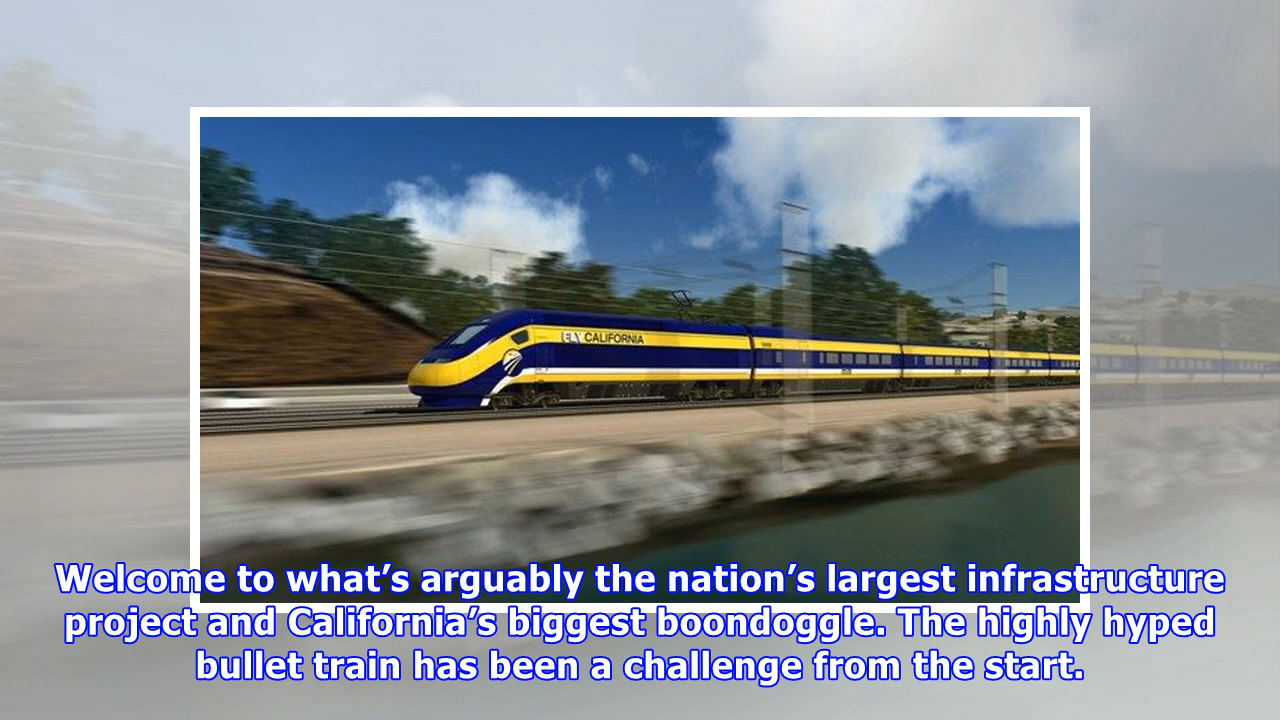 FLY CALIFORNIA
Welcome to what’s arguably the nation’s largest infrastructure
project and California’s biggest boondoggle. The highly hyped
bullet train has been a challenge from the start.